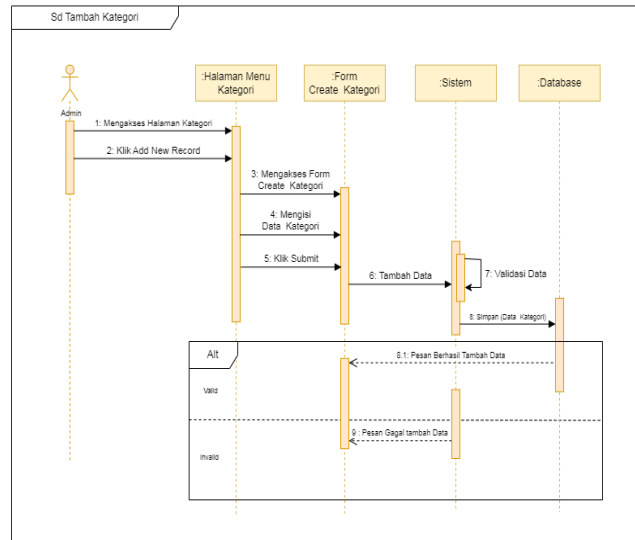 Sd Tambah Kategori
:Halaman Menu
Kategori
:Form
Create Kategori
:Sistem
:Database
Admin
1: Mengakses Halaman Kategori
2: Klik Add New Record
3: Mengakses Form
Create Kategori
4: Mengisi
Data Kategori
5: Klik Submit
6: Tambah Data
7: Validasi Data
8: Simpan (Data Kategori)
Alt
8.1: Pesan Berhasil Tambah Data
Valid
9 : Pesan Gagal tambah Data
Invalid